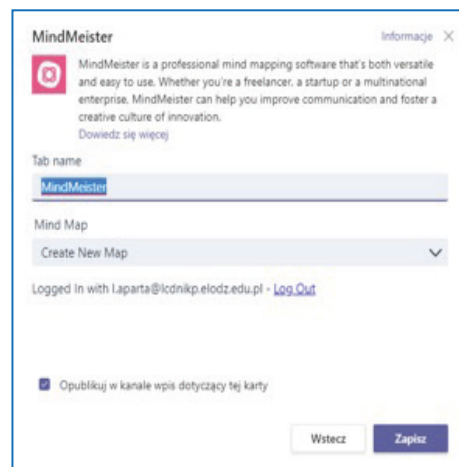 MindMeister Informacje
MindMeister is a professional mind mapping software that's both versatile
and easy to use. Whether you're a freelancer, a startup or a multinational
enterprise, MindMeister can help you improve communication and foster a
creative culture of innovation.
Dowiedz się więcej
Tab name
MindMeister
Mind Map
Create New Map
Logged In with l.aparta@lcdnikp.elodz.edu.pl - Log Out
Opublikuj w kanale wpis dotyczący tej karty
Wstecz Zapisz